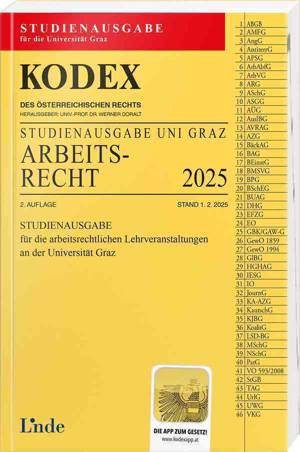 STUDIENAUSGABE
für die Universität Graz
KODEX
DES ÖSTERREICHISCHEN RECHTS
HERAUSGEBER: UNIV.-PROF. DR. WERNER DORALT
STUDIENAUSGABE UNI GRAZ
ARBEITS-
RECHT 2025
2. AUFLAGE STAND 1. 2. 2025
STUDIENAUSGABE
für die arbeitsrechtlichen Lehrveranstaltungen
an der Universität Graz
Linde
DIE APP ZUM GESETZ!
www.kodexapp.at
1 ABGB
2 AMFG
3 AngG
4 AntiterrG
5 APSG
6 ArbAbfG
7 ArbVG
8 ARG
9 ASchG
10 ASGG
11 AÜG
12 AuslBG
13 AVRAG
14 AZG
15 BäckAG
16 BAG
17 BEinstG
18 BMSVG
19 BPG
20 BSchEG
21 BUAG
22 DHG
23 EFZG
24 EO
25 GBK/GAW-G
26 GewO 1859
27 GewO 1994
28 GlBG
29 HGHAG
30 IESG
31 IO
32 JournG
33 KA-AZG
34 KautschG
35 KJBG
36 KoalitG
37 LSD-BG
38 MSchG
39 NSchG
40 PatG
41 VO 593/2008
42 StGB
43 TAG
44 UrlG
45 UWG
46 VKG